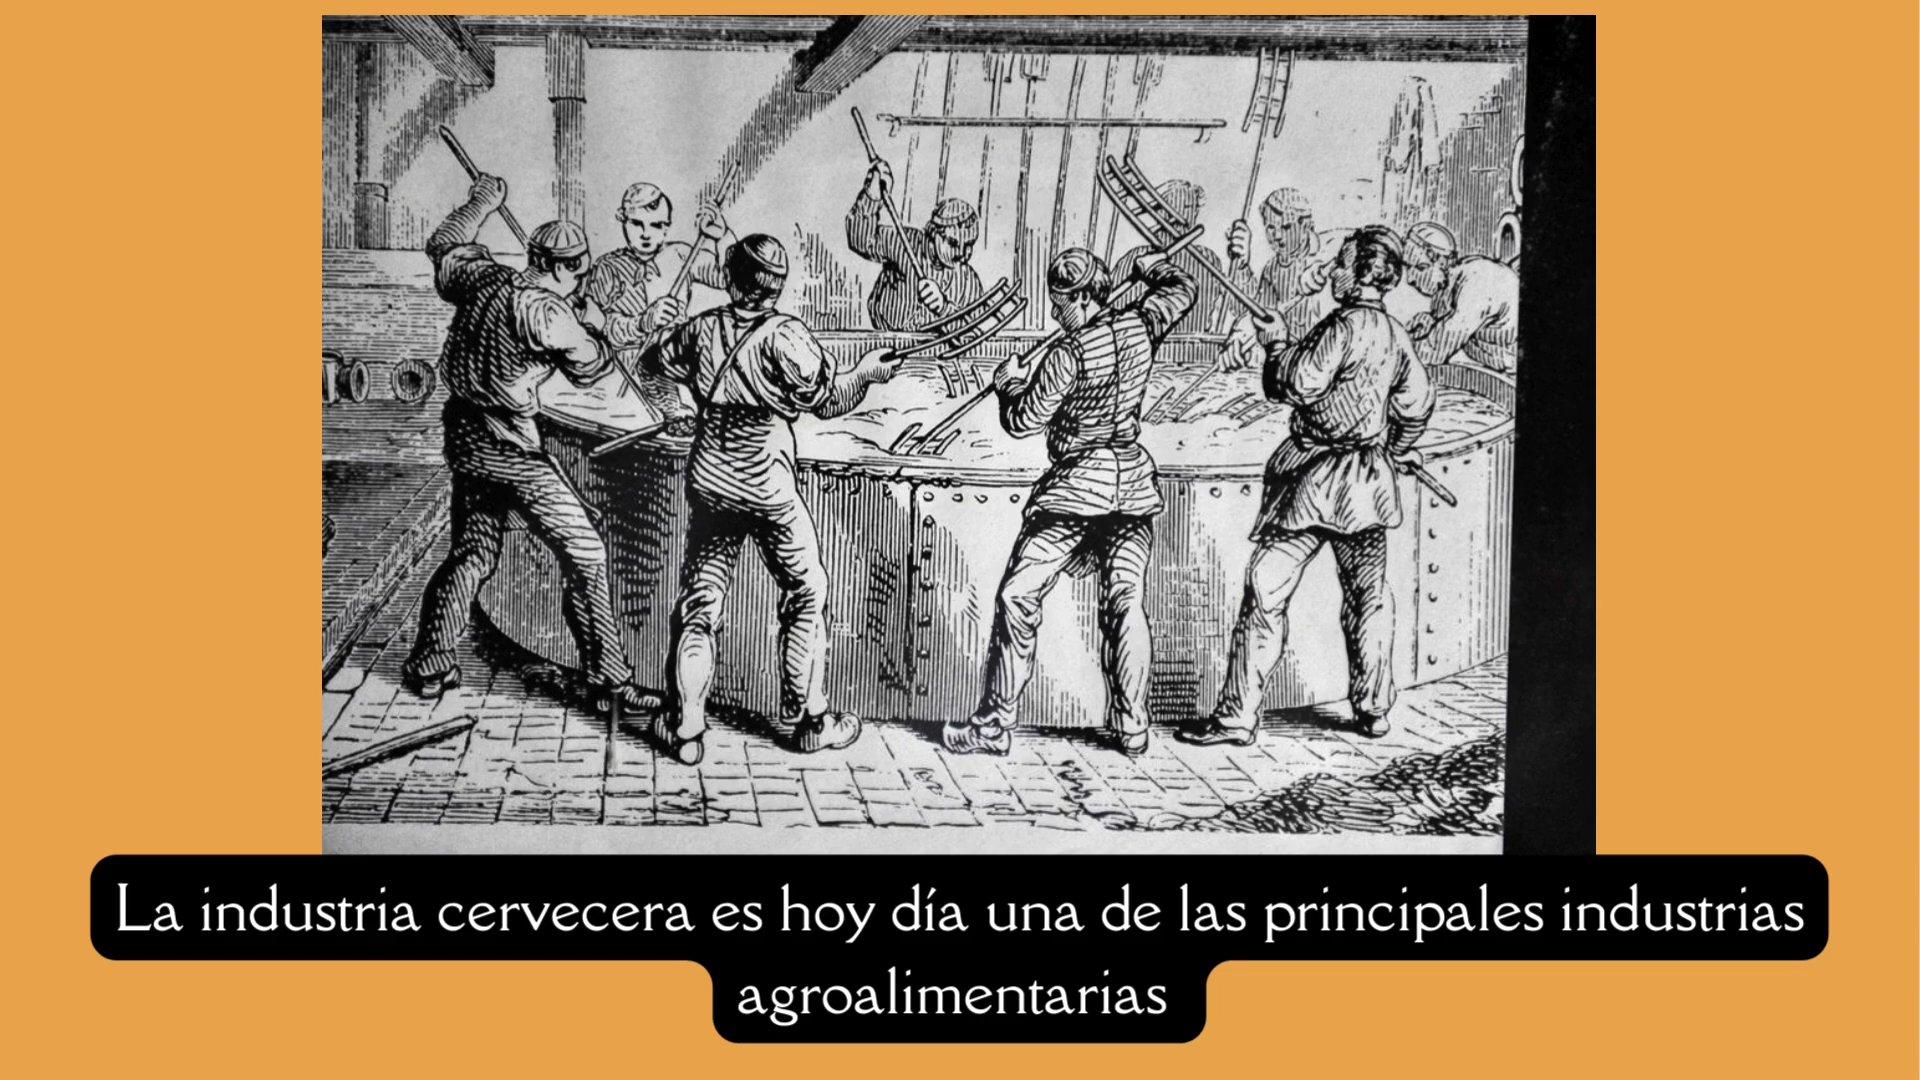 La industria cervecera es hoy día una de las principales industrias
agroalimentarias